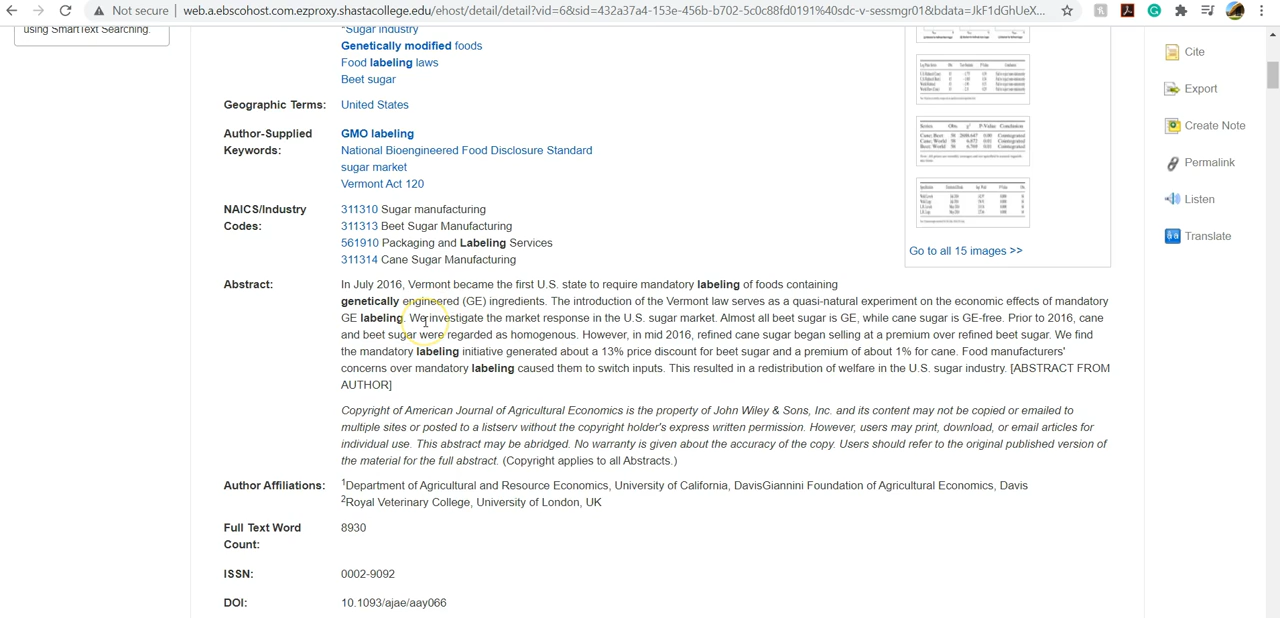 Not secure | web.a.ebscohost.com.ezproxy.shastacollege.edu/ehost/detail/detail?vid=6&sid=432a37a4-153e-456b-b702-5c0c88fd0191%40sdc-v-sessmgr01&bdata=JkF1dGhUeX...
using SmartText Searching.
*Sugar industry
Genetically modified foods
Food labeling laws
Beet sugar
Geographic Terms: United States
Author-Supplied Keywords: GMO labeling
National Bioengineered Food Disclosure Standard
sugar market
Vermont Act 120
NAICS/Industry Codes: 311310 Sugar manufacturing
311313 Beet Sugar Manufacturing
561910 Packaging and Labeling Services
311314 Cane Sugar Manufacturing
Abstract: In July 2016, Vermont became the first U.S. state to require mandatory labeling of foods containing
genetically engineered (GE) ingredients. The introduction of the Vermont law serves as a quasi-natural experiment on the economic effects of mandatory
GE labeling. We investigate the market response in the U.S. sugar market. Almost all beet sugar is GE, while cane sugar is GE-free. Prior to 2016, cane
and beet sugar were regarded as homogenous. However, in mid 2016, refined cane sugar began selling at a premium over refined beet sugar. We find
the mandatory labeling initiative generated about a 13% price discount for beet sugar and a premium of about 1% for cane. Food manufacturers'
concerns over mandatory labeling caused them to switch inputs. This resulted in a redistribution of welfare in the U.S. sugar industry. [ABSTRACT FROM
AUTHOR]
Copyright of American Journal of Agricultural Economics is the property of John Wiley & Sons, Inc. and its content may not be copied or emailed to
multiple sites or posted to a listserv without the copyright holder's express written permission. However, users may print, download, or email articles for
individual use. This abstract may be abridged. No warranty is given about the accuracy of the copy. Users should refer to the original published version of
the material for the full abstract. (Copyright applies to all Abstracts.)
Author Affiliations: 1Department of Agricultural and Resource Economics, University of California, DavisGiannini Foundation of Agricultural Economics, Davis
2Royal Veterinary College, University of London, UK
Full Text Word Count: 8930
ISSN: 0002-9092
DOI: 10.1093/ajae/aay066
Go to all 15 images >>
Cite
Export
Create Note
Permalink
Listen
Translate